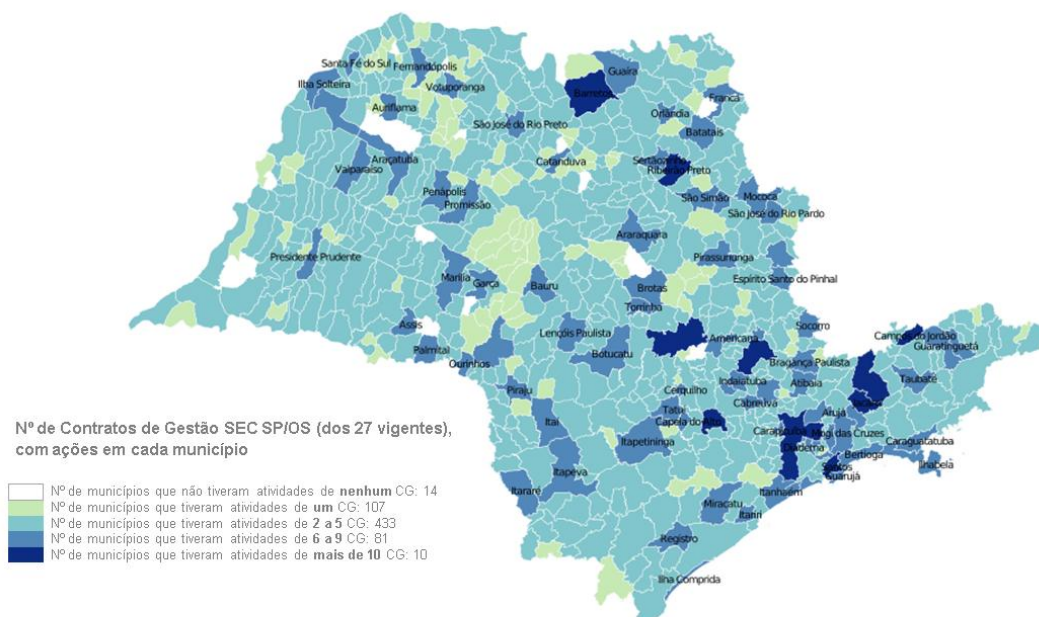 Santa Fé do Sul
Fernandópolis
Ilha Solteira
Votuporanga
Guaíra
Barretos
Auriflama
Franca
Orlândia
São José do Rio Preto
Batatais
Araçatuba
Catanduva
Sertãozinho
Valparaíso
Ribeirão Preto
Penápolis
Promissão
São Simão
Mococa
São José do Rio Pardo
Araraquara
Presidente Prudente
Pirassununga
Marília
Garça
Bauru
Brotas
Espírito Santo do Pinhal
Torrinha
Assis
Lençóis Paulista
Americana
Socorro
Campos do Jordão
Palmital
Botucatu
Guaratinguetá
Ourinhos
Bragança Paulista
Piraju
Cerquilho
Indaiatuba
Atibaia
Taubaté
Cabreúva
Jacareí
Tatuí
Arujá
Itaí
Capela do Alto
Carapicuíba
Mogi das Cruzes
Itapetininga
Diadema
Caraguatatuba
Bertioga
Ilhabela
Itapeva
Santos
Guarujá
Itararé
Itanhaém
Miracatu
Itariri
Registro
Ilha Comprida
Nº de Contratos de Gestão SEC SP/OS (dos 27 vigentes),
com ações em cada município
Nº de municípios que não tiveram atividades de nenhum CG: 14
Nº de municípios que tiveram atividades de um CG: 107
Nº de municípios que tiveram atividades de 2 a 5 CG: 433
Nº de municípios que tiveram atividades de 6 a 9 CG: 81
Nº de municípios que tiveram atividades de mais de 10 CG: 10